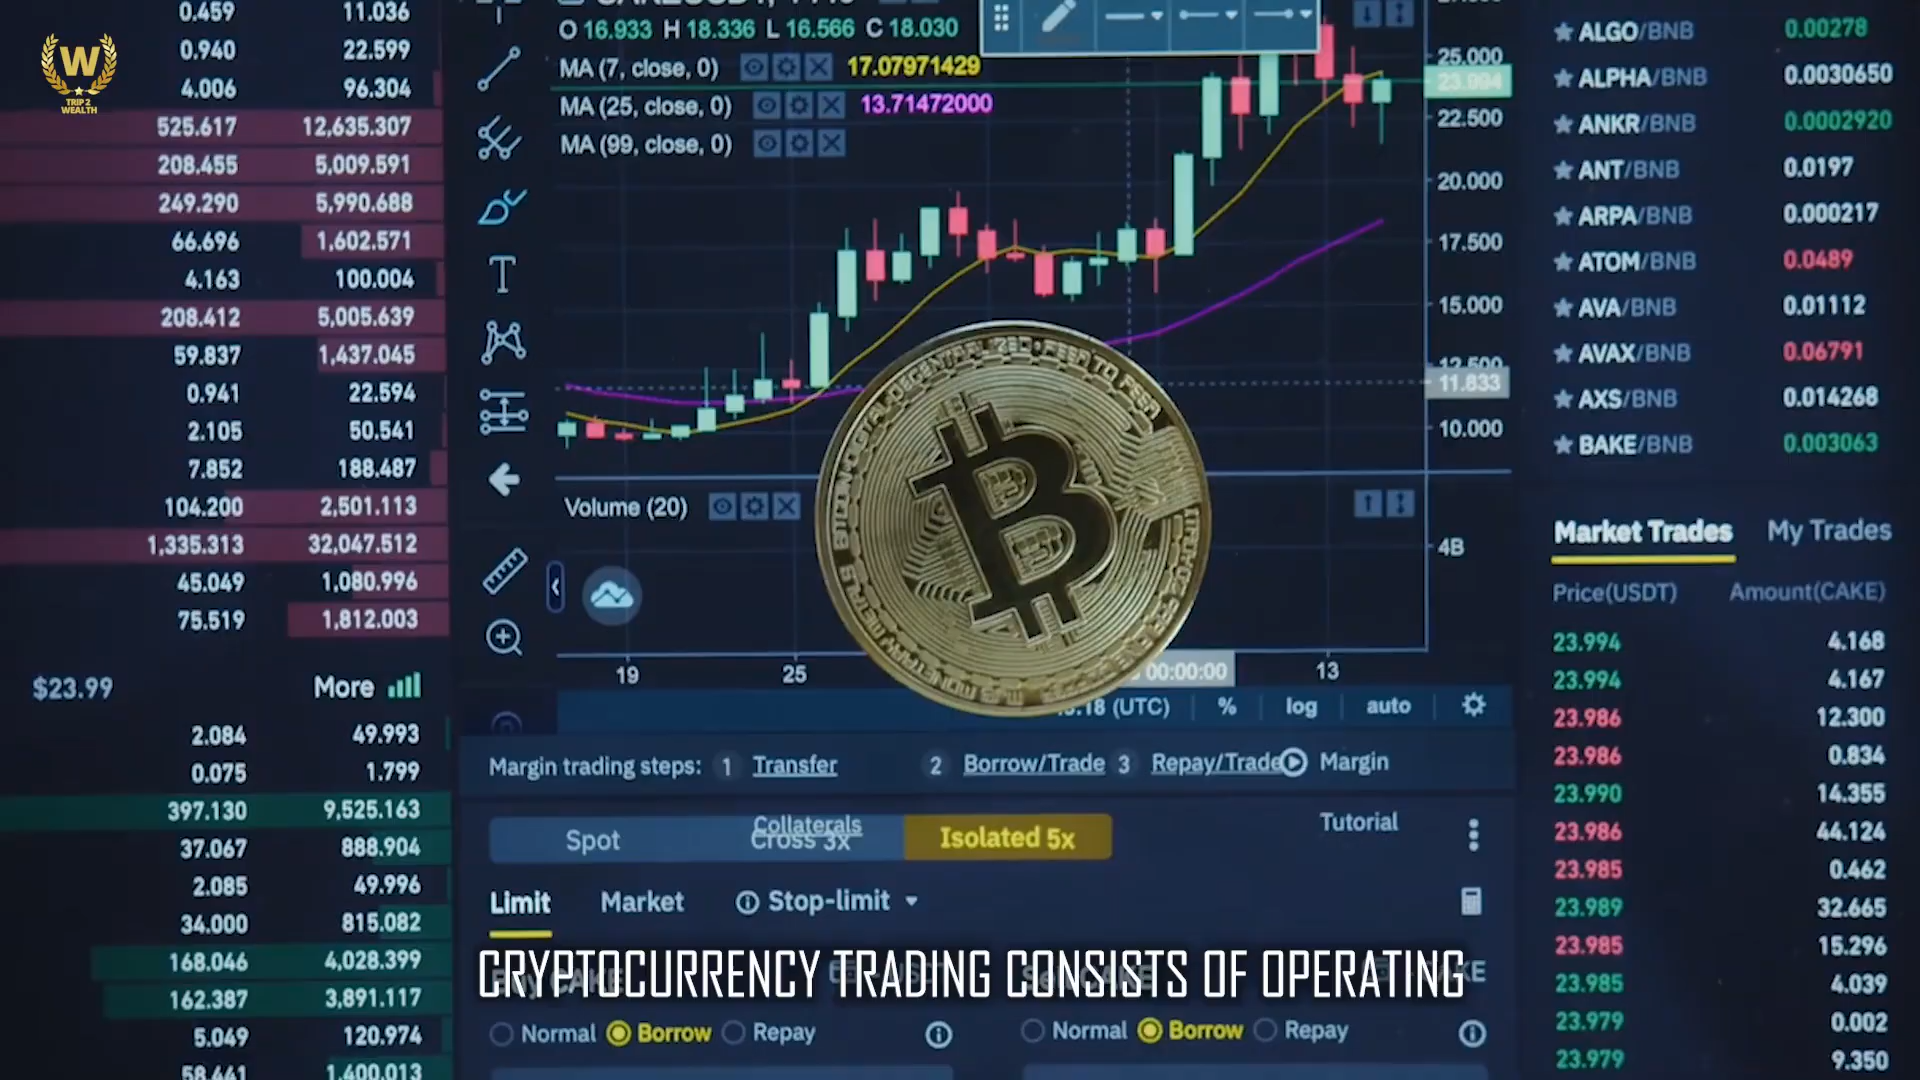 W
TRIP 2
WEALTH
0.459 11.036
0.940 22.599
4.006 96.304
525.617 12,635.307
208.455 5,009.591
249.290 5,990.688
66.696 1,602.571
4.163 100.004
208.412 5,005.639
59.837 1,437.045
0.941 22.594
2.105 50.541
7.852 188.487
104.200 2,501.113
1,335.313 32,047.512
45.049 1,080.996
75.519 1,812.003
$23.99 More
2.084 49.993
0.075 1.799
397.130 9,525.163
37.067 888.904
2.085 49.996
34.000 815.082
168.046 4,028.399
162.387 3,891.117
5.049 120.974
58.441 1,400.013
O 16.933 H 18.336 L 16.566 C 18.030
MA (7, close, 0) 17.07971429
MA (25, close, 0) 13.71472000
MA (99, close, 0)
25.000
23.994
22.500
20.000
17.500
15.000
12.500
11.833
10.000
Volume (20)
4B
19 25 00:00:00 13
(UTC) % log auto
Margin trading steps: 1 Transfer 2 Borrow/Trade 3 Repay/Trade Margin
Collaterals Tutorial
Spot Cross 3x Isolated 5x
Limit Market Stop-limit
CRYPTOCURRENCY TRADING CONSISTS OF OPERATING
Normal Borrow Repay Normal Borrow Repay
ALGO/BNB 0.00278
ALPHA/BNB 0.0030650
ANKR/BNB 0.0002920
ANT/BNB 0.0197
ARPA/BNB 0.000217
ATOM/BNB 0.0489
AVA/BNB 0.01112
AVAX/BNB 0.06791
AXS/BNB 0.014268
BAKE/BNB 0.003063
Market Trades My Trades
Price(USDT) Amount(CAKE)
23.994 4.168
23.994 4.167
23.986 12.300
23.986 0.834
23.990 14.355
23.986 44.124
23.985 0.462
23.989 32.665
23.985 15.296
23.985 4.039
23.979 0.002
23.979 9.350